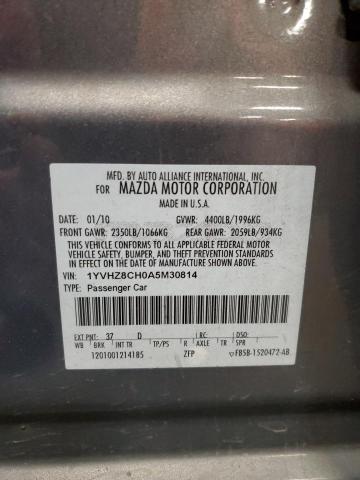 MFD. BY AUTO ALLIANCE INTERNATIONAL, INC.
FOR MAZDA MOTOR CORPORATION
MADE IN U.S.A.
DATE: 01/10 GVWR: 4400LB/1996KG
FRONT GAWR: 2350LB/1066KG REAR GAWR: 2059LB/934KG
THIS VEHICLE CONFORMS TO ALL APPLICABLE FEDERAL MOTOR
VEHICLE SAFETY, BUMPER, AND THEFT PREVENTION STANDARDS
IN EFFECT ON THE DATE OF MANUFACTURE SHOWN ABOVE.
VIN: 1YVHZ8CH0A5M30814
TYPE: Passenger Car
EXT PNT: 37 D RC: DSO:
WB BRK INT TR TP/PS R AXLE TR SPR
1201001214185 ZFP FB5B-1520472-AB